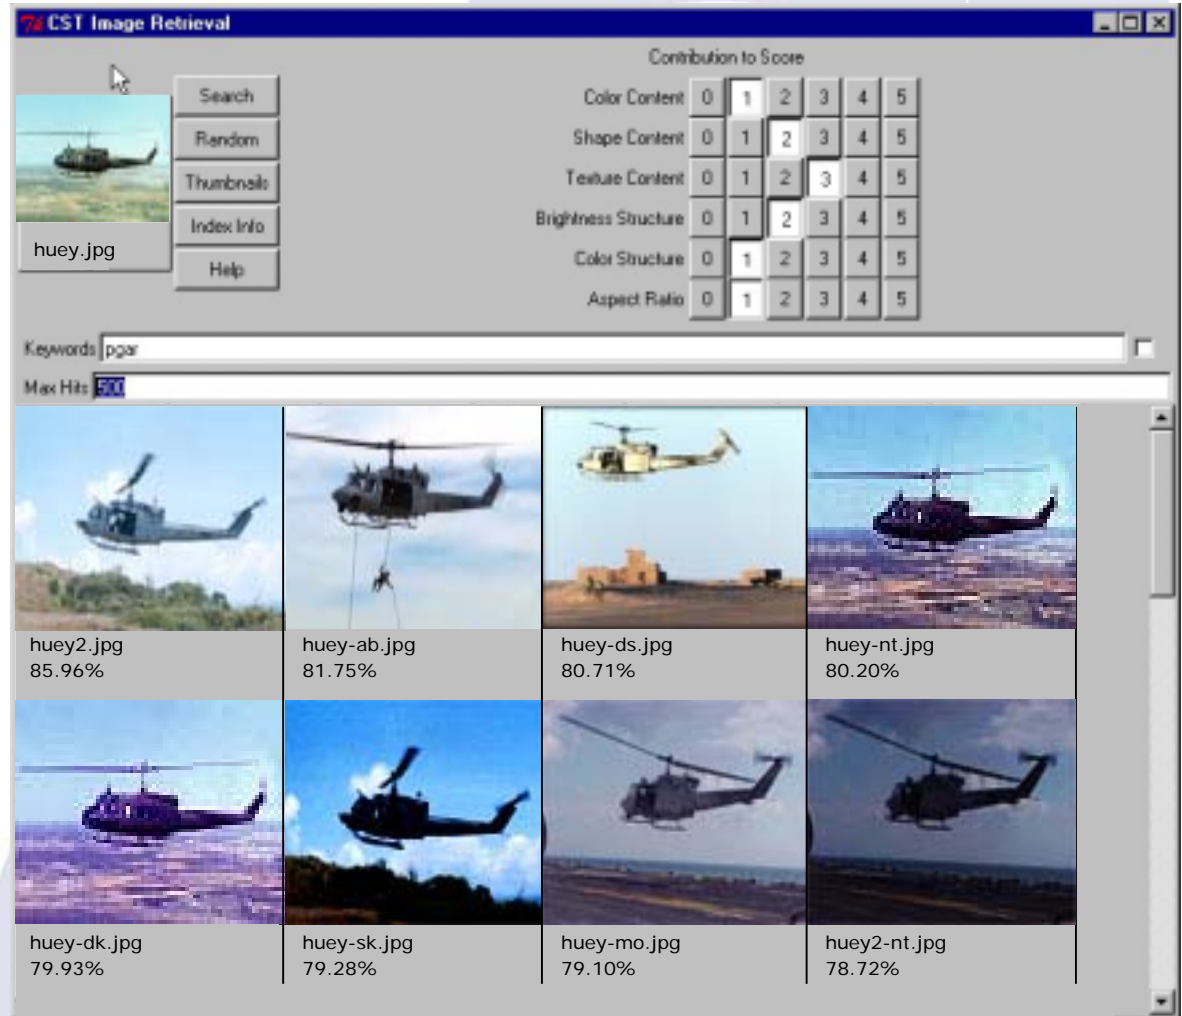 CST Image Retrieval
Contribution to Score
Search
Random
Thumbnails
Index Info
Help
huey.jpg
Color Content 0 1 2 3 4 5
Shape Content 0 1 2 3 4 5
Texture Content 0 1 2 3 4 5
Brightness Structure 0 1 2 3 4 5
Color Structure 0 1 2 3 4 5
Aspect Ratio 0 1 2 3 4 5
Keywords pgar
Max Hits 500
huey2.jpg huey-ab.jpg huey-ds.jpg huey-nt.jpg
85.96% 81.75% 80.71% 80.20%
huey-dk.jpg huey-sk.jpg huey-mo.jpg huey2-nt.jpg
79.93% 79.28% 79.10% 78.72%